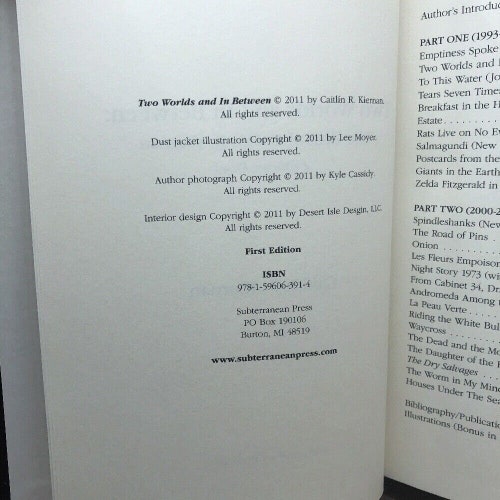 Two Worlds and In Between © 2011 by Caitlín R. Kiernan.
All rights reserved.
Dust jacket illustration Copyright © 2011 by Lee Moyer.
All rights reserved.
Author photograph Copyright © 2011 by Kyle Cassidy.
All rights reserved.
Interior design Copyright © 2011 by Desert Isle Desgin, LLC.
All rights reserved.
First Edition
ISBN
978-1-59606-391-4
Subterranean Press
PO Box 190106
Burton, MI 48519
www.subterraneanpress.com
Author's Introduc
PART ONE (1993-
Emptiness Spoke
Two Worlds and
To This Water (Jo
Tears Seven Time
Breakfast in the H
Estate . . . . . . . .
Rats Live on No Ev
Salmagundi (New
Postcards from the
Giants in the Earth
Zelda Fitzgerald in
PART TWO (2000-2
Spindleshanks (New
The Road of Pins .
Onion . . . . . . . . .
Les Fleurs Empoison
Night Story 1973 (wi
From Cabinet 34, Dr
Andromeda Among
La Peau Verte . . . .
Riding the White Bul
Waycross . . . . . . .
The Dead and the Mo
The Daughter of the
The Dry Salvages . . .
The Worm in My Mind
Houses Under The Sea
Bibliography/Publicatio
Illustrations (Bonus in